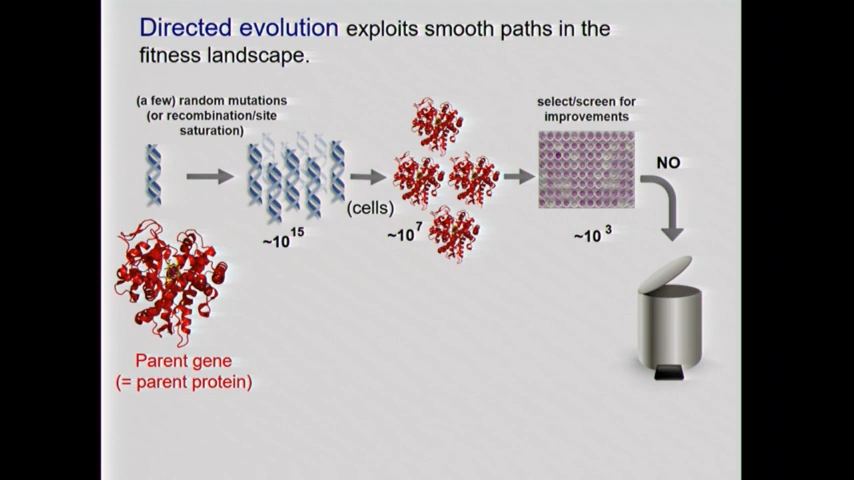 Directed evolution exploits smooth paths in the
fitness landscape.
(a few) random mutations
(or recombination/site
saturation)
select/screen for
improvements
NO
(cells)
~10 15
~10 7
~10 3
Parent gene
(= parent protein)